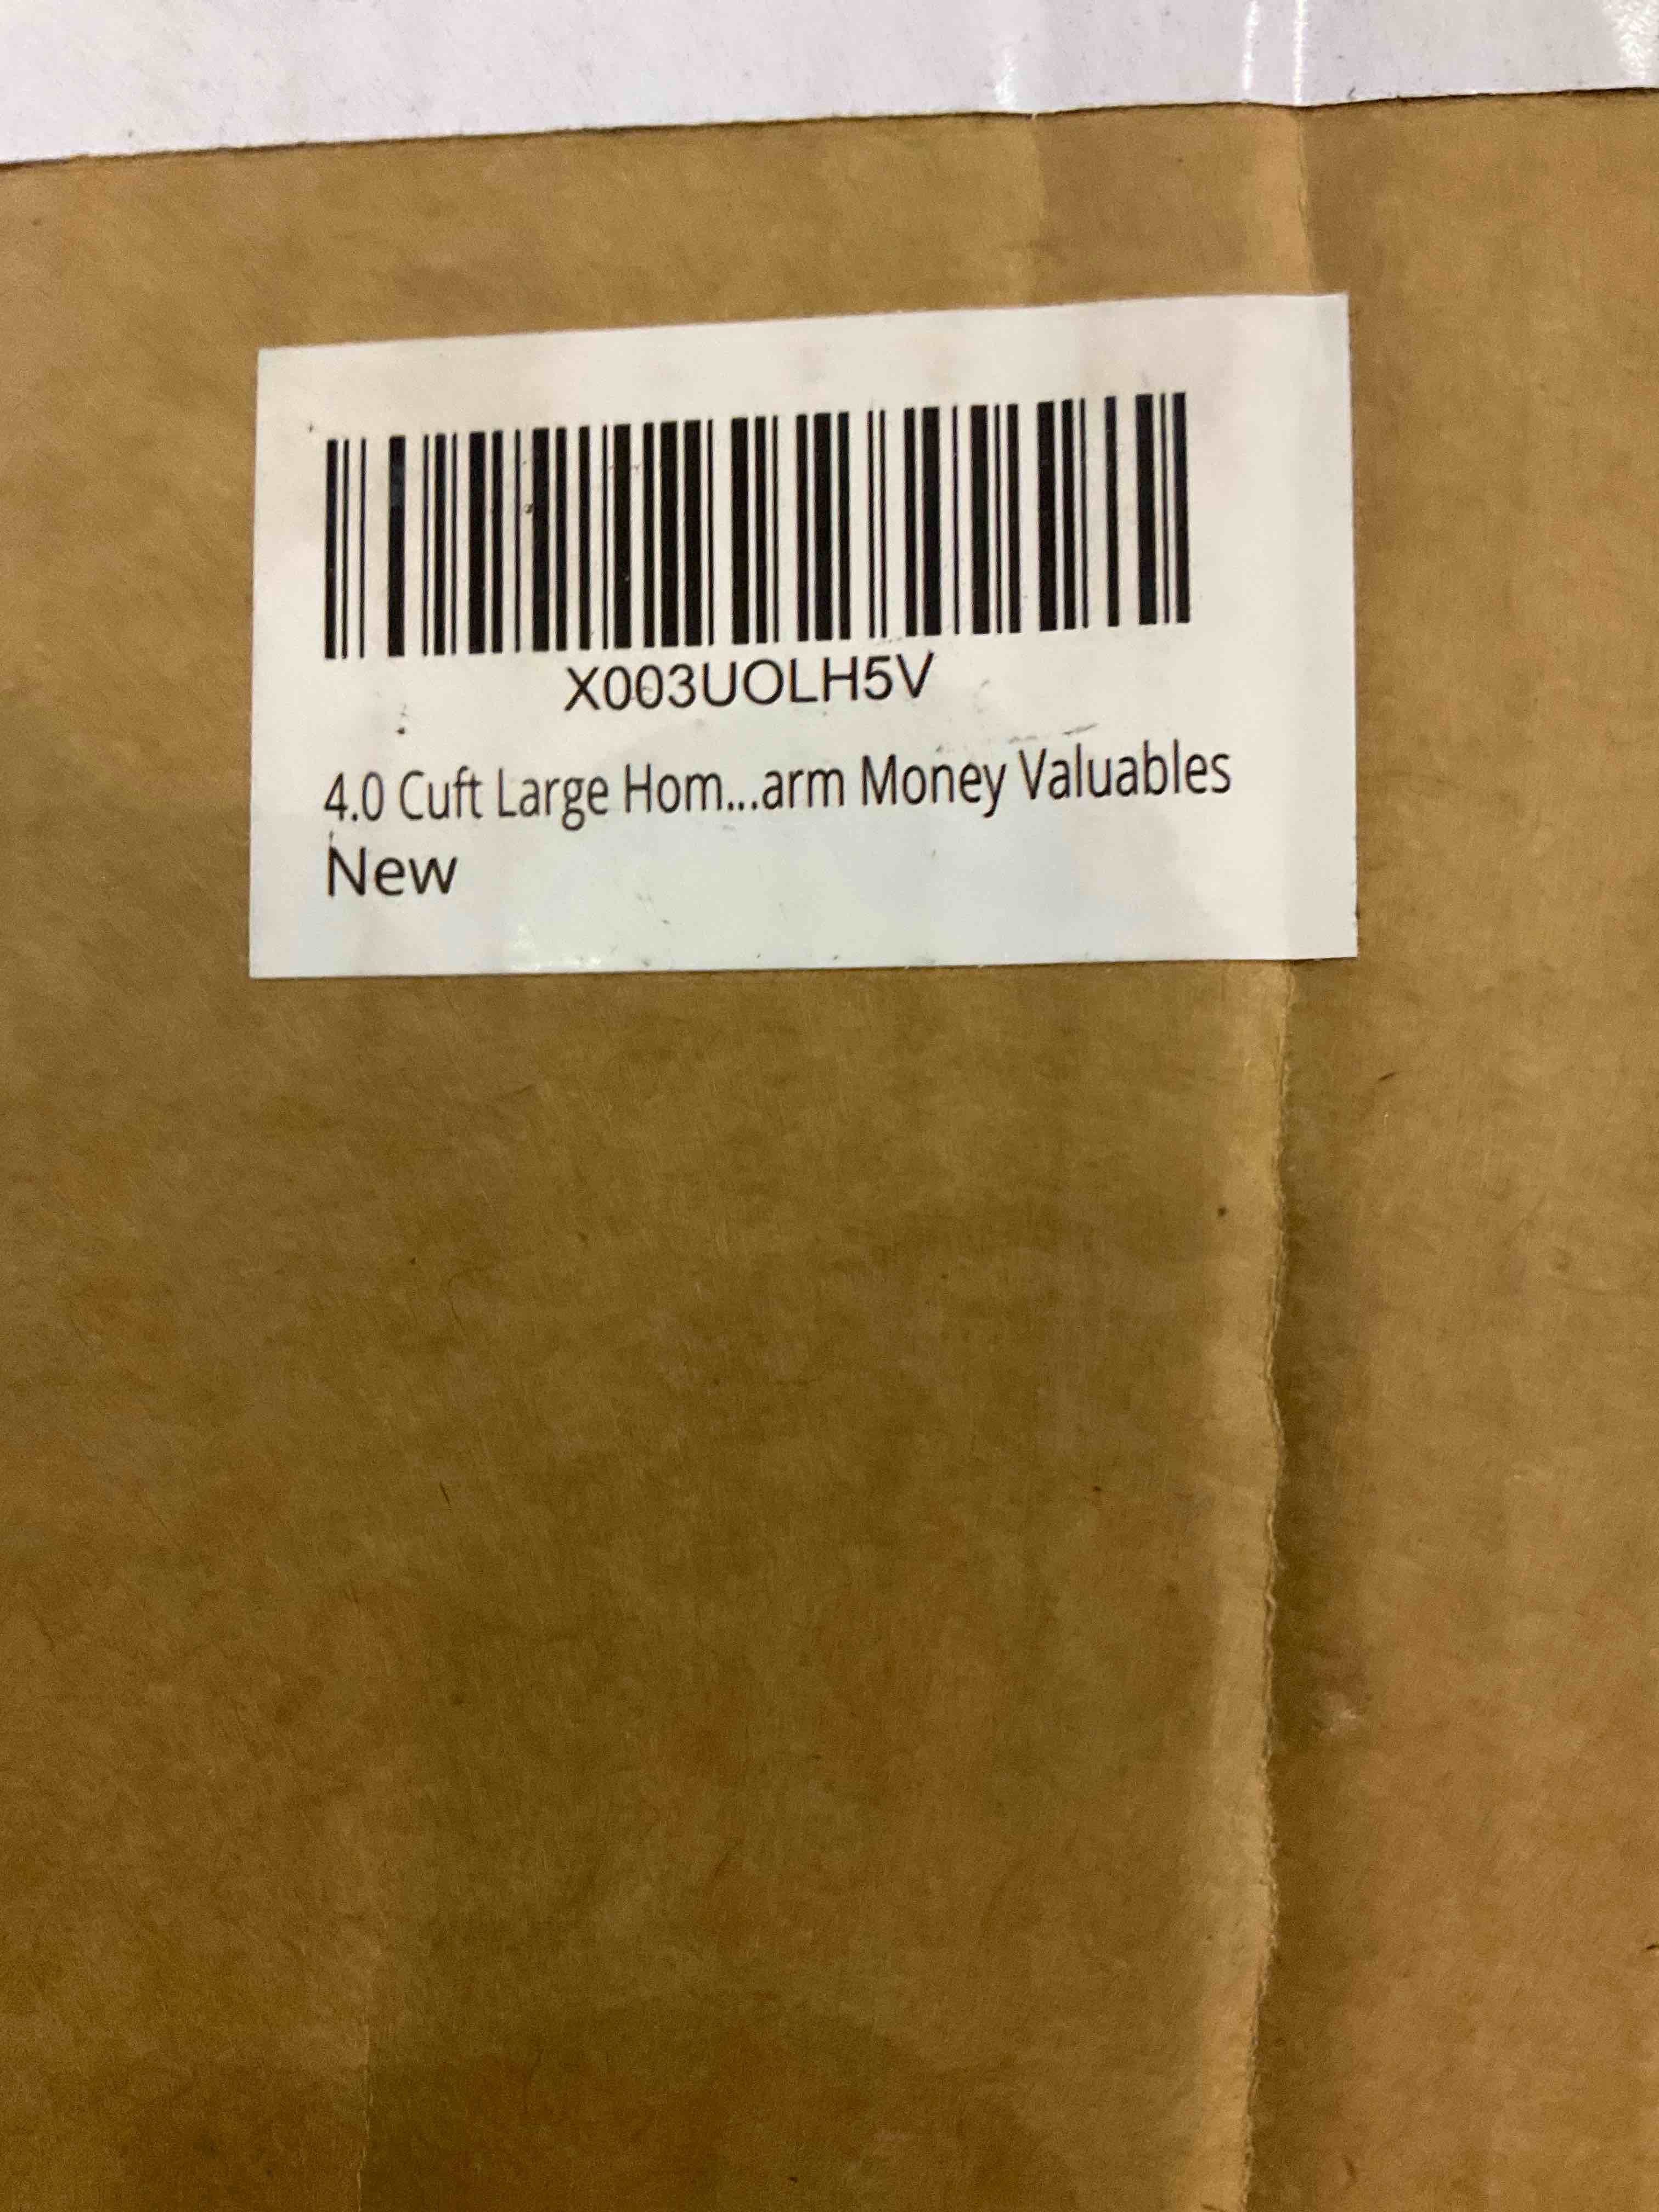 X003UOLH5V
4.0 Cuft Large Hom...arm Money Valuables
New